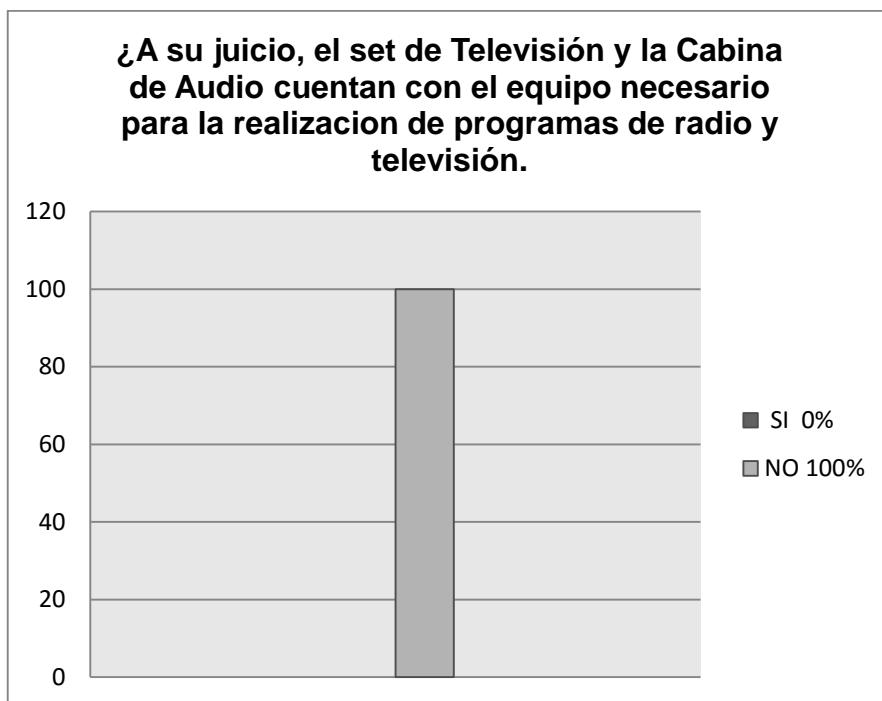 ¿A su juicio, el set de Televisión y la Cabina
de Audio cuentan con el equipo necesario
para la realizacion de programas de radio y
televisión.
120
100
80
60
40
20
0
SI 0%
NO 100%